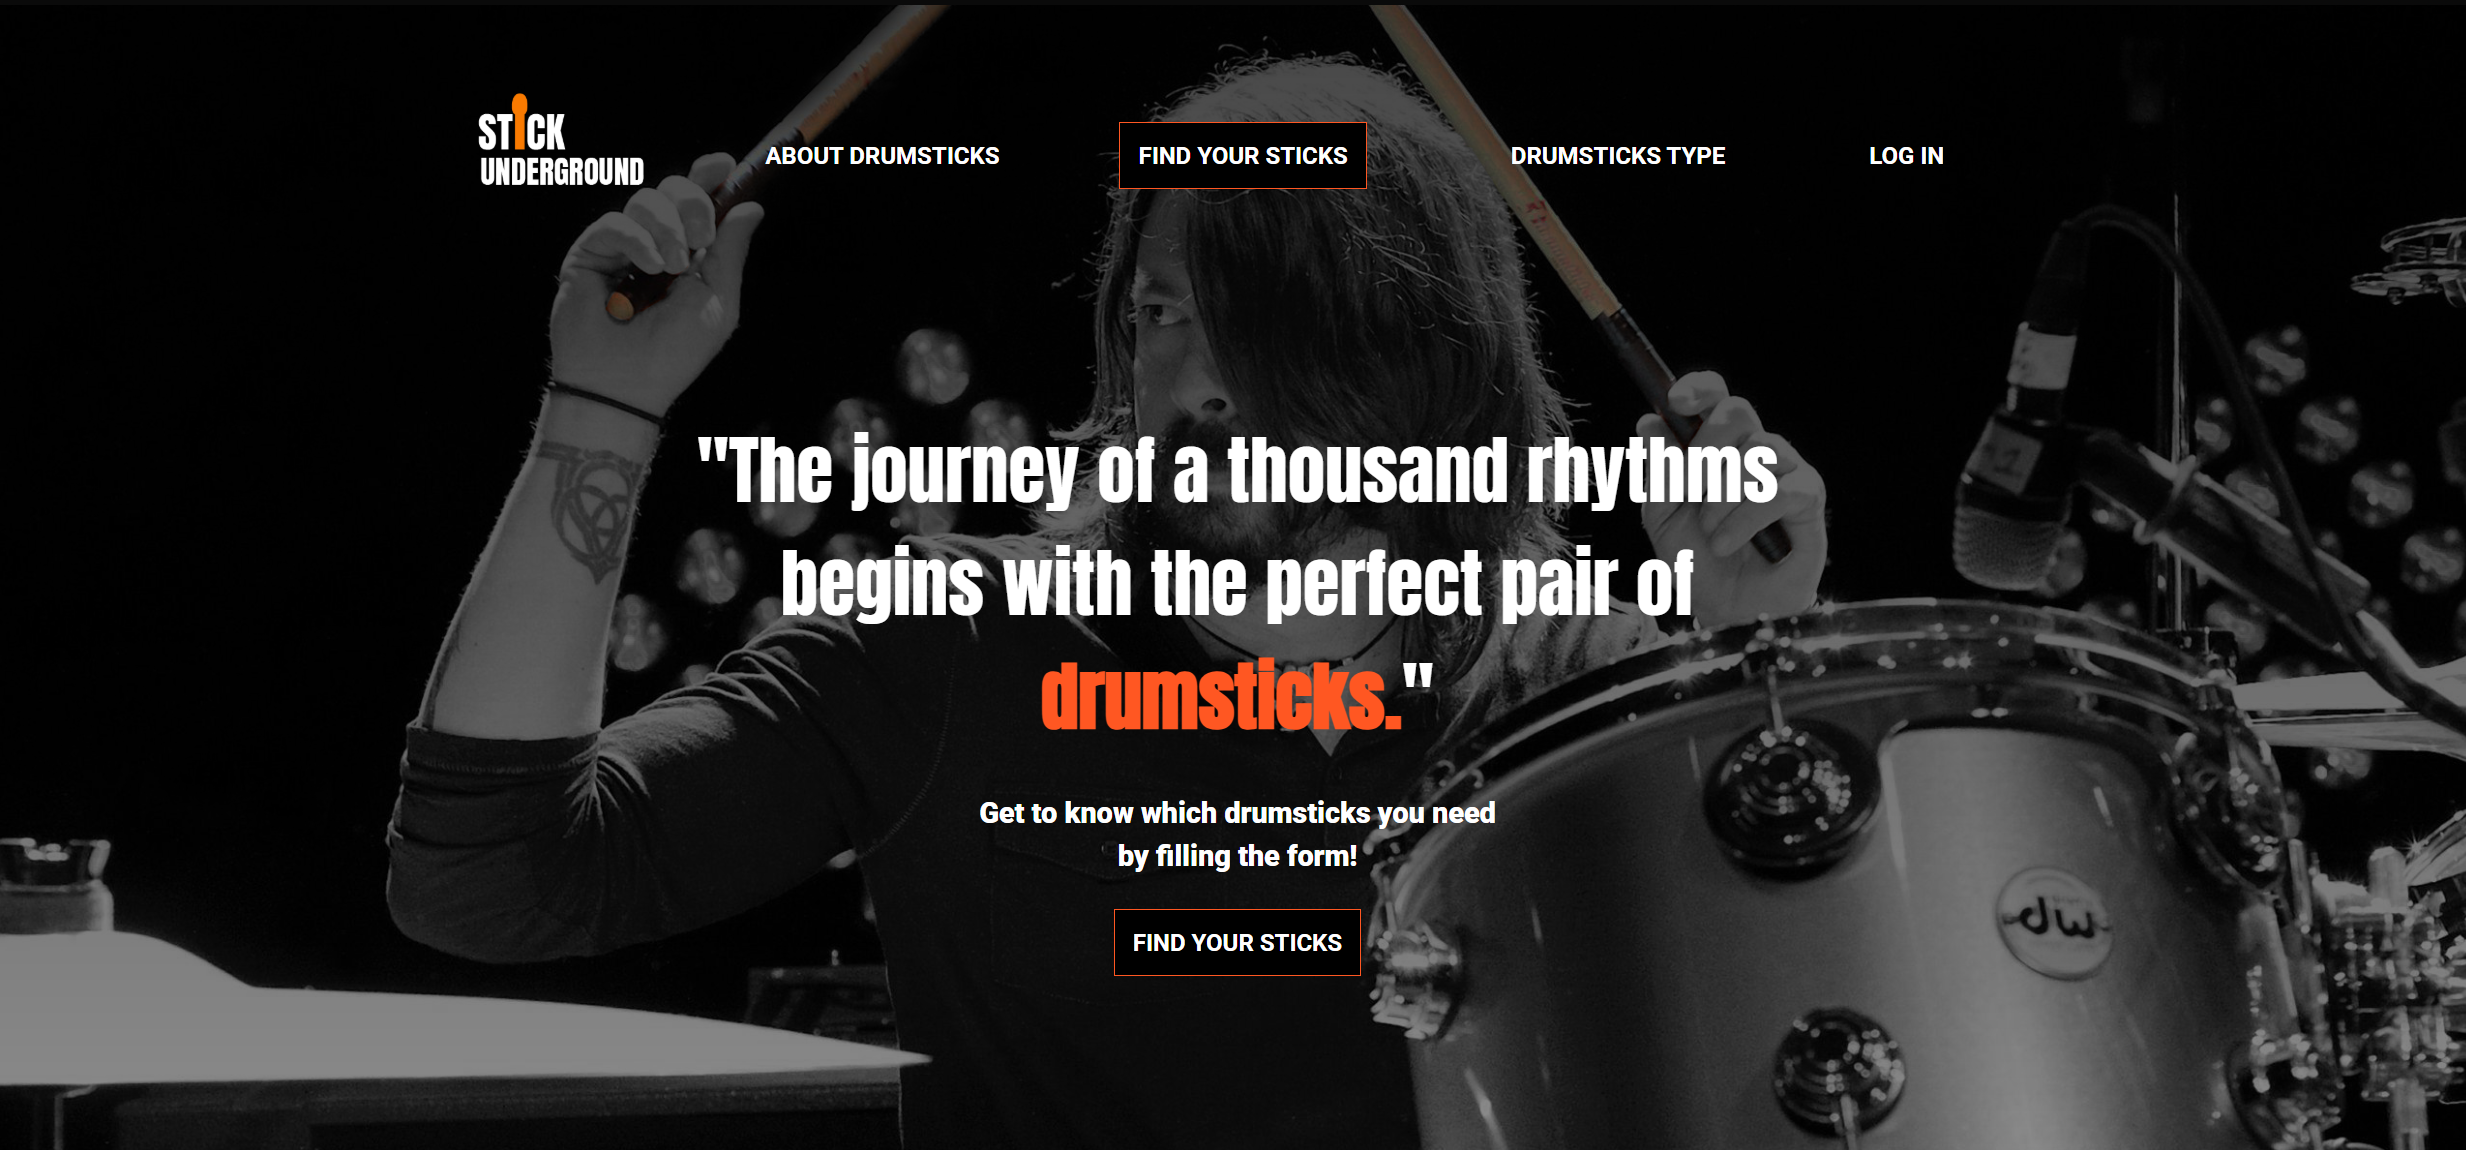 STICK
UNDERGROUND
ABOUT DRUMSTICKS
FIND YOUR STICKS
DRUMSTICKS TYPE
LOG IN
"The journey of a thousand rhythms
begins with the perfect pair of
drumsticks."
Get to know which drumsticks you need
by filling the form!
FIND YOUR STICKS
dw